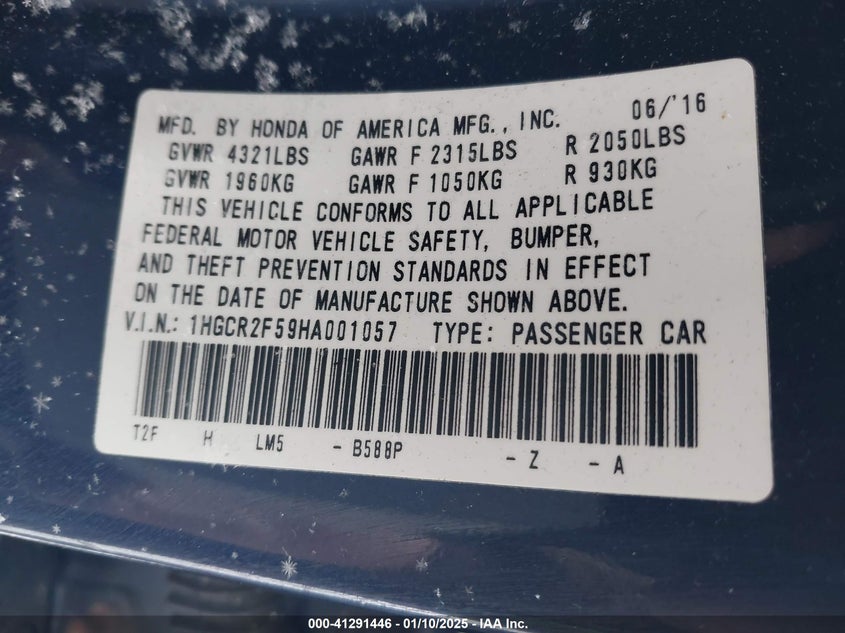 MFD. BY HONDA OF AMERICA MFG., INC. 06/'16
GVWR 4321LBS GAWR F 2315LBS R 2050LBS
GVWR 1960KG GAWR F 1050KG R 930KG
THIS VEHICLE CONFORMS TO ALL APPLICABLE
FEDERAL MOTOR VEHICLE SAFETY, BUMPER,
AND THEFT PREVENTION STANDARDS IN EFFECT
ON THE DATE OF MANUFACTURE SHOWN ABOVE.
V.I.N.: 1HGCR2F59HA001057 TYPE: PASSENGER CAR
T2F H LM5 - B588P - Z - A
000-41291446 - 01/10/2025 - IAA Inc.